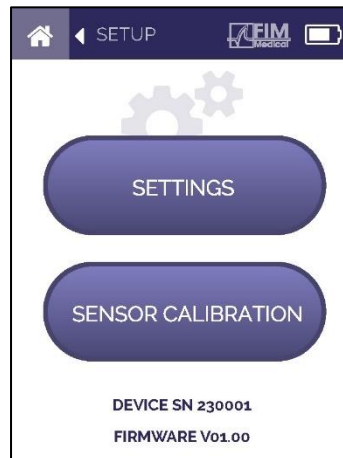 SETUP
FIM
Medical
SETTINGS
SENSOR CALIBRATION
DEVICE SN 230001
FIRMWARE V01.00